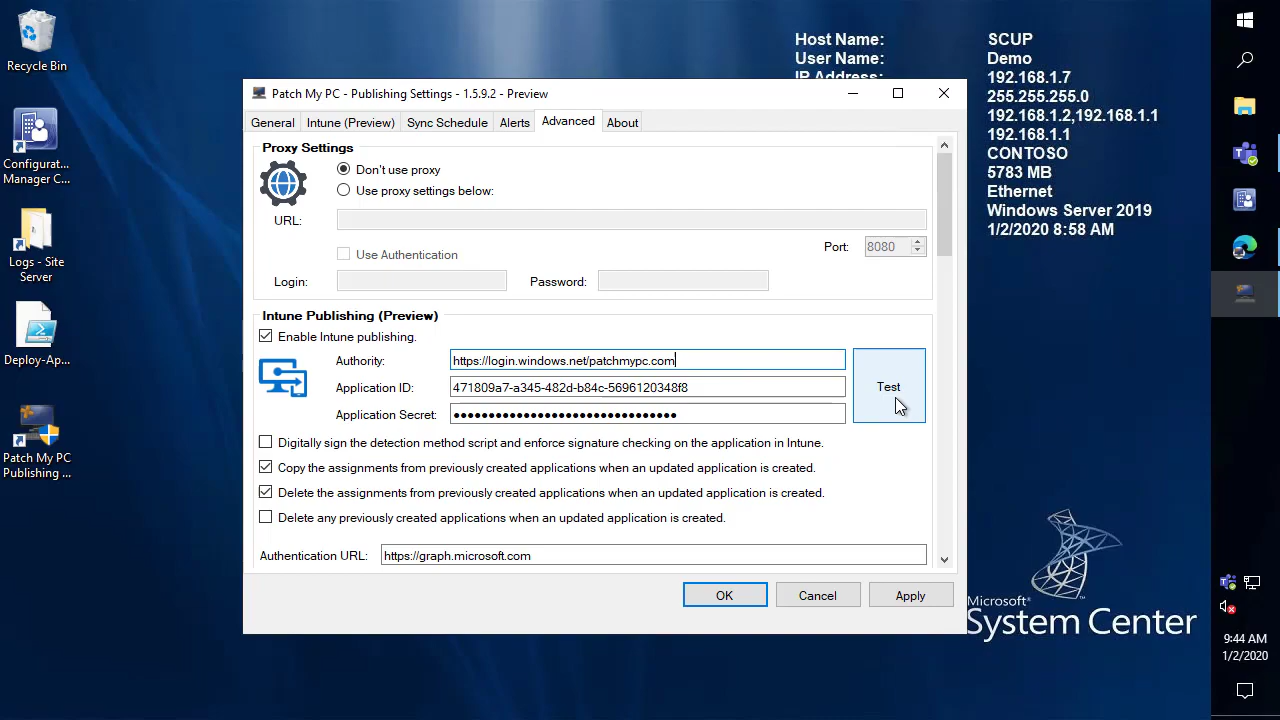 Recycle Bin
Configurat...
Manager C...
Logs - Site
Server
Deploy-Ap...
Patch My PC
Publishing ...
Host Name: SCUP
User Name: Demo
IP Address: 192.168.1.7
255.255.255.0
192.168.1.2,192.168.1.1
192.168.1.1
CONTOSO
5783 MB
Ethernet
Windows Server 2019
1/2/2020 8:58 AM
Patch My PC - Publishing Settings - 1.5.9.2 - Preview
General Intune (Preview) Sync Schedule Alerts Advanced About
Proxy Settings
Don't use proxy
Use proxy settings below:
URL:
Use Authentication
Port: 8080
Login: Password:
Intune Publishing (Preview)
Enable Intune publishing.
Authority: https://login.windows.net/patchmypc.com
Application ID: 471809a7-a345-482d-b84c-5696120348f8
Test
Application Secret: ●●●●●●●●●●●●●●●●●●●●●●●●●●●●●●●●
Digitally sign the detection method script and enforce signature checking on the application in Intune.
Copy the assignments from previously created applications when an updated application is created.
Delete the assignments from previously created applications when an updated application is created.
Delete any previously created applications when an updated application is created.
Authentication URL: https://graph.microsoft.com
OK Cancel Apply
Microsoft®
System Center
9:44 AM
1/2/2020